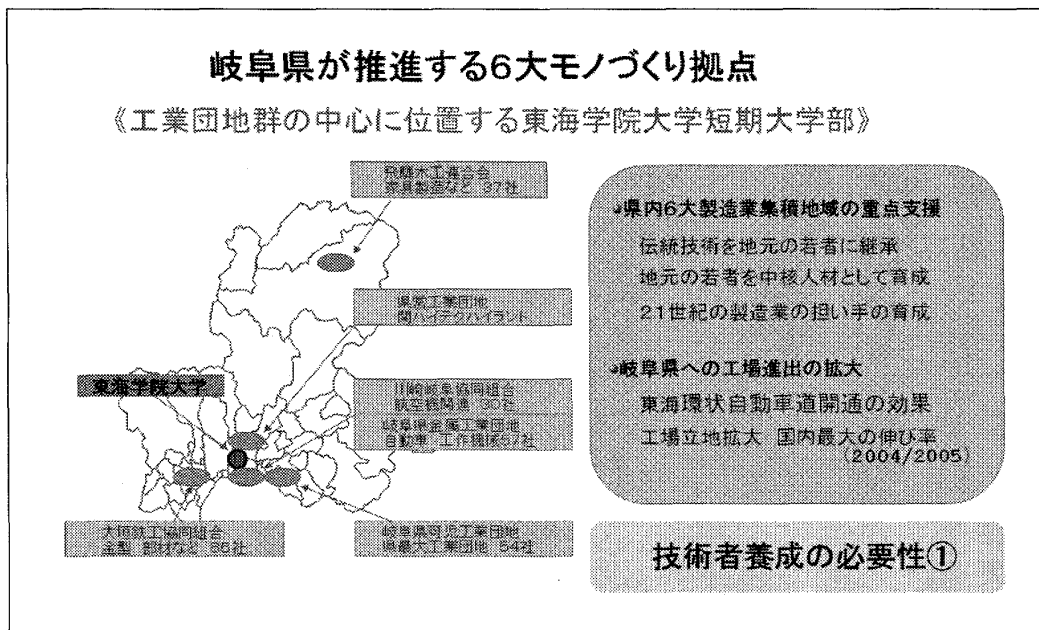 岐阜県が推進する6大モノづくり拠点
《工業団地群の中心に位置する東海学院大学短期大学部》
飛騨木工連合会
家具製造など 37社
県営工業団地
関ハイテクハイランド
東海学院大学
川崎岐阜協同組合
航空機関連 30社
岐阜県金属工業団地
自動車 工作機械57社
大垣鉄工協同組合
金型 部材など 86社
岐阜県可児工業団地
県最大工業団地 54社
県内6大製造業集積地域の重点支援
伝統技術を地元の若者に継承
地元の若者を中核人材として育成
21世紀の製造業の担い手の育成
岐阜県への工場進出の拡大
東海環状自動車道開通の効果
工場立地拡大 国内最大の伸び率
(2004/2005)
技術者養成の必要性①